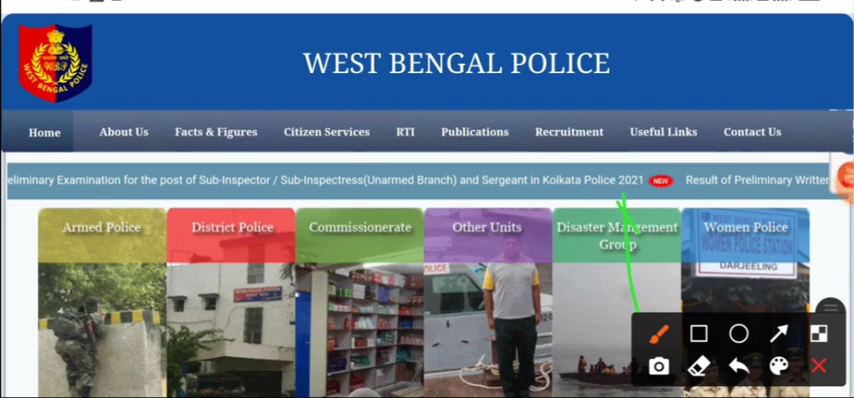 WEST BENGAL POLICE
WEST BENGAL POLICE
Home About Us Facts & Figures Citizen Services RTI Publications Recruitment Useful Links Contact Us
eliminary Examination for the post of Sub-Inspector / Sub-Inspectress(Unarmed Branch) and Sergeant in Kolkata Police 2021 NEW Result of Preliminary Written
Armed Police District Police Commissionerate Other Units Disaster Mangement Women Police
Group
WOMEN POLICE STATION
DARJEELING
POLICE